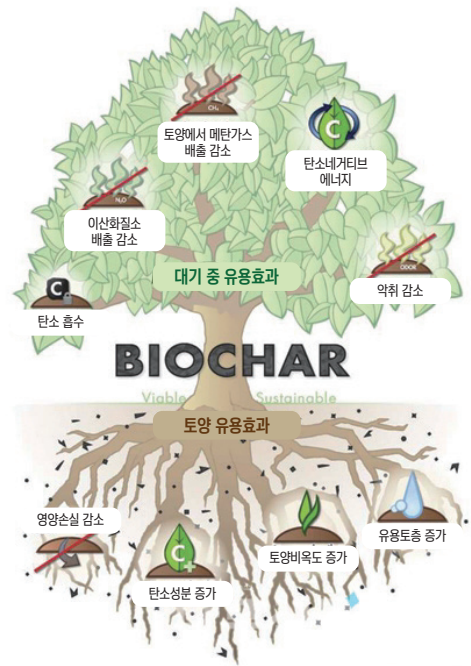 CH₄
토양에서 메탄가스
배출 감소
C
탄소네거티브
에너지
N₂O
이산화질소
배출 감소
ODOR
악취 감소
대기 중 유용효과
C
탄소 흡수
BIOCHAR
Viable Sustainable
토양 유용효과
영양손실 감소
C+
탄소성분 증가
토양비옥도 증가
유용토층 증가